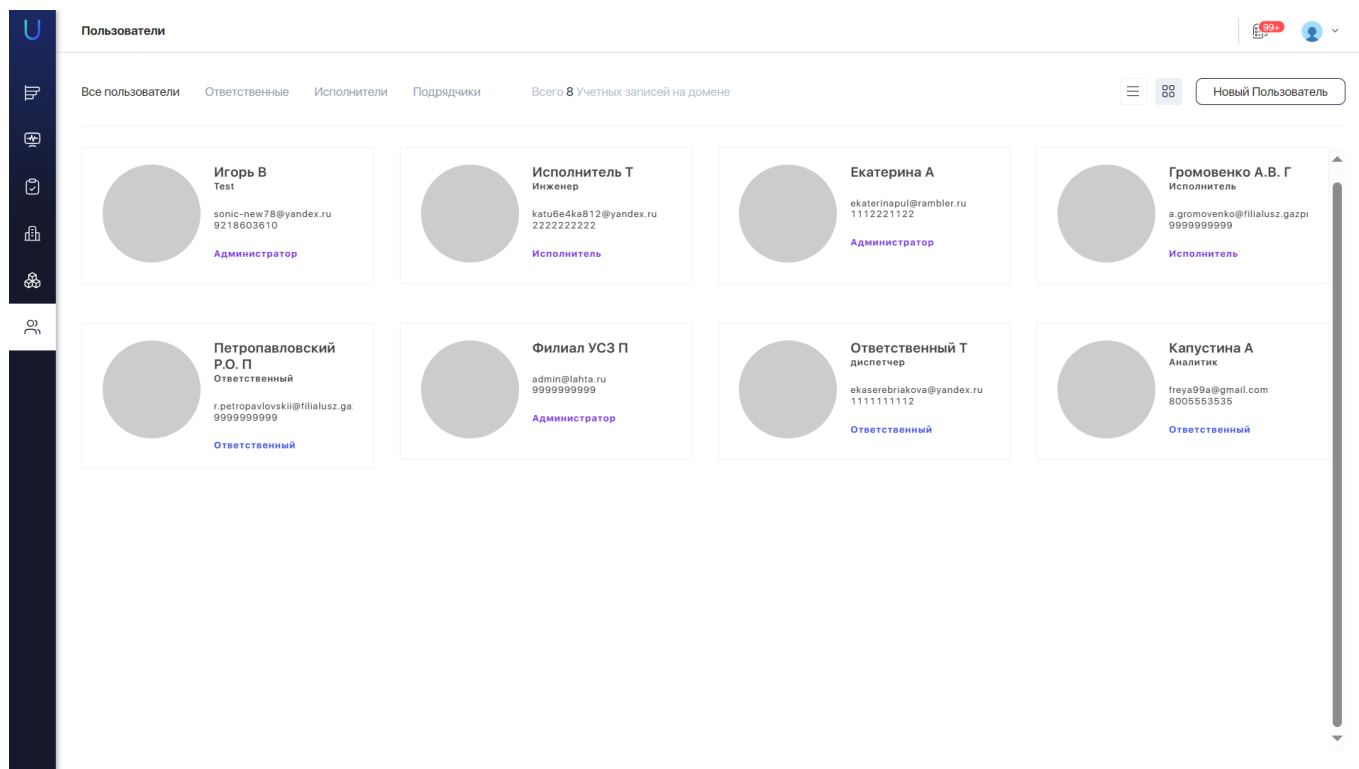 Пользователи
99+
Все пользователи Ответственные Исполнители Подрядчики Всего 8 Учетных записей на домене Новый Пользователь
Игорь В
Test
sonic-new78@yandex.ru
9218603610
Администратор
Исполнитель Т
Инженер
katu6e4ka812@yandex.ru
2222222222
Исполнитель
Екатерина А
ekaterinapul@rambler.ru
1112221122
Администратор
Громовенко А.В. Г
Исполнитель
a.gromovenko@filialusz.gazpr
9999999999
Исполнитель
Петропавловский
Р.О. П
Ответственный
r.petropavlovskii@filialusz.ga
9999999999
Ответственный
Филиал УСЗ П
admin@lahta.ru
9999999999
Администратор
Ответственный Т
диспетчер
ekaserebriakova@yandex.ru
1111111112
Ответственный
Капустина А
Аналитик
freya99a@gmail.com
8005553535
Ответственный